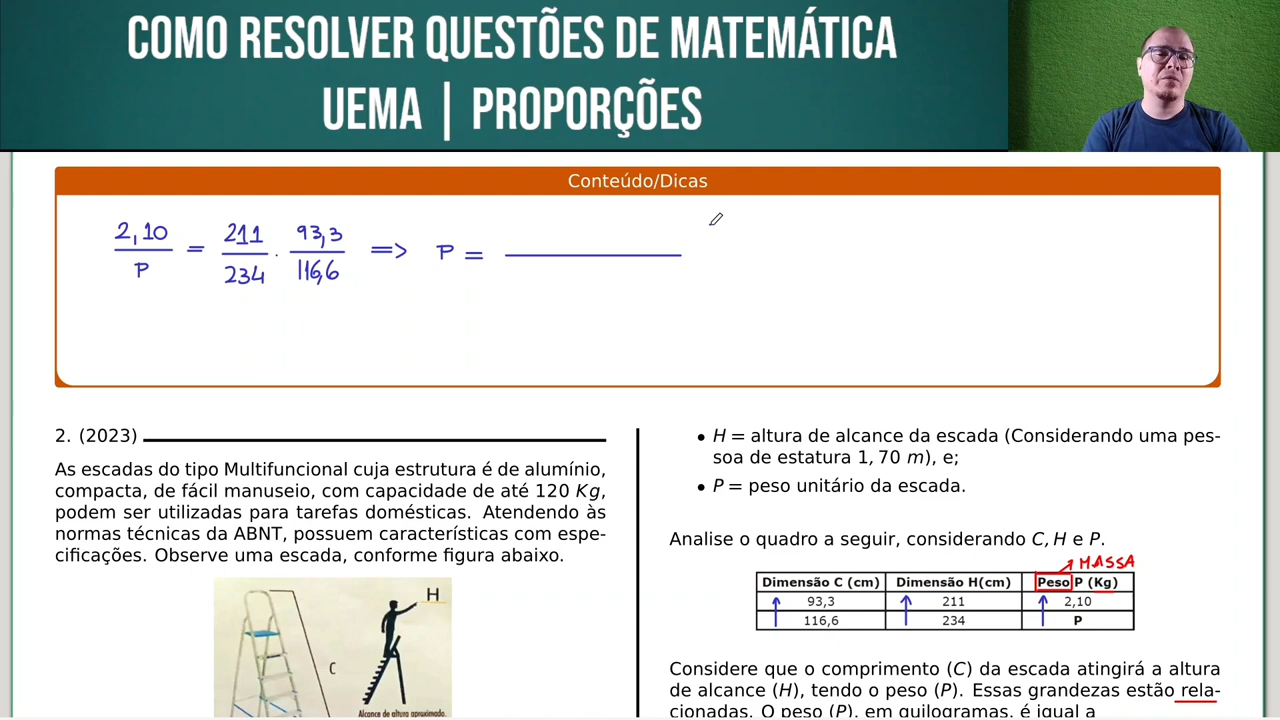 COMO RESOLVER QUESTÕES DE MATEMÁTICA
UEMA | PROPORÇÕES
Conteúdo/Dicas
2,10/P = 211/234 · 93,3/116,6 => P =
2. (2023)
As escadas do tipo Multifuncional cuja estrutura é de alumínio,
compacta, de fácil manuseio, com capacidade de até 120 Kg,
podem ser utilizadas para tarefas domésticas. Atendendo às
normas técnicas da ABNT, possuem características com espe-
cificações. Observe uma escada, conforme figura abaixo.
H
C
Alcance de altura aproximado.
• H = altura de alcance da escada (Considerando uma pes-
soa de estatura 1, 70 m), e;
• P = peso unitário da escada.
Analise o quadro a seguir, considerando C, H e P.
MASSA
Dimensão C (cm) Dimensão H(cm) Peso P (Kg)
93,3 211 2,10
116,6 234 P
Considere que o comprimento (C) da escada atingirá a altura
de alcance (H), tendo o peso (P). Essas grandezas estão rela-
cionadas. O peso (P), em quilogramas, é igual a